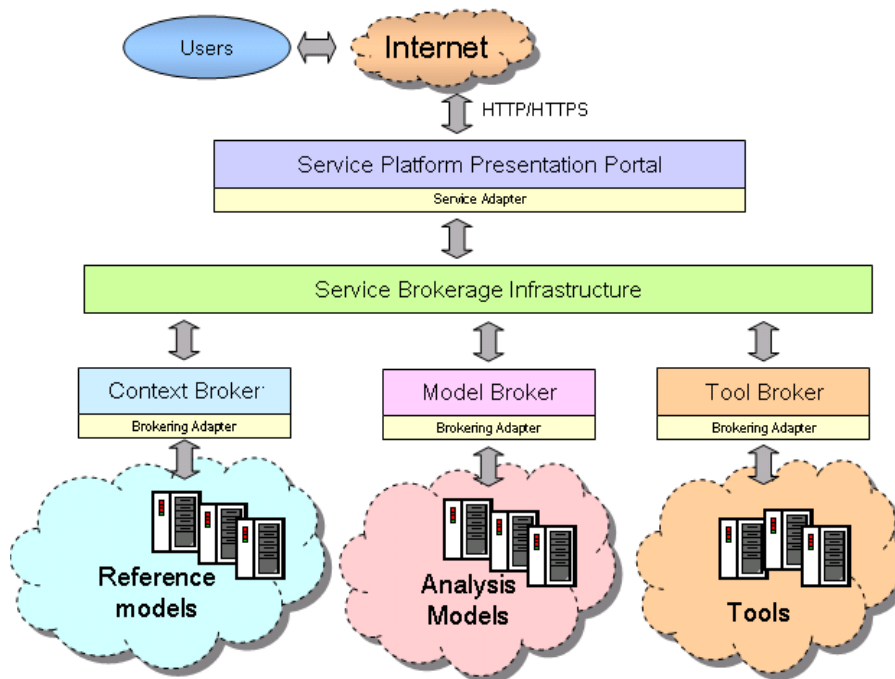 Users
Internet
HTTP/HTTPS
Service Platform Presentation Portal
Service Adapter
Service Brokerage Infrastructure
Context Broker
Model Broker
Tool Broker
Brokering Adapter
Brokering Adapter
Brokering Adapter
Reference
models
Analysis
Models
Tools